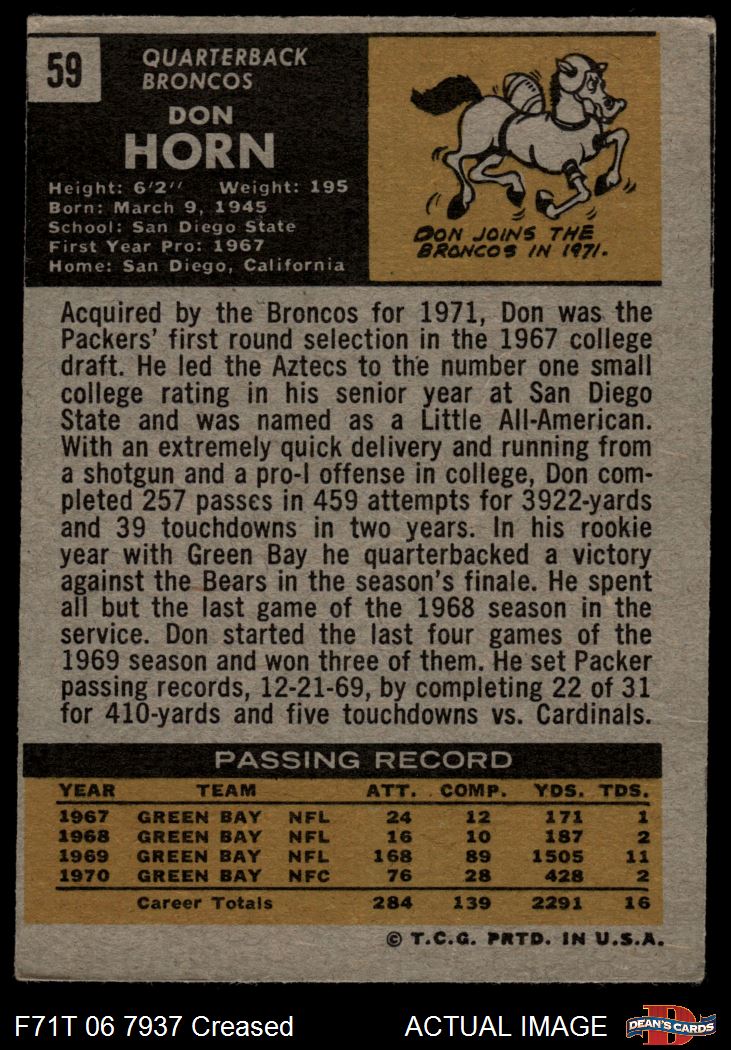 59
QUARTERBACK
BRONCOS
DON
HORN
Height: 6'2'' Weight: 195
Born: March 9, 1945
School: San Diego State
First Year Pro: 1967
Home: San Diego, California
DON JOINS THE
BRONCOS IN 1971.
Acquired by the Broncos for 1971, Don was the
Packers' first round selection in the 1967 college
draft. He led the Aztecs to the number one small
college rating in his senior year at San Diego
State and was named as a Little All-American.
With an extremely quick delivery and running from
a shotgun and a pro-I offense in college, Don com-
pleted 257 passes in 459 attempts for 3922-yards
and 39 touchdowns in two years. In his rookie
year with Green Bay he quarterbacked a victory
against the Bears in the season's finale. He spent
all but the last game of the 1968 season in the
service. Don started the last four games of the
1969 season and won three of them. He set Packer
passing records, 12-21-69, by completing 22 of 31
for 410-yards and five touchdowns vs. Cardinals.
PASSING RECORD
YEAR TEAM ATT. COMP. YDS. TDS.
1967 GREEN BAY NFL 24 12 171 1
1968 GREEN BAY NFL 16 10 187 2
1969 GREEN BAY NFL 168 89 1505 11
1970 GREEN BAY NFC 76 28 428 2
Career Totals 284 139 2291 16
© T.C.G. PRTD. IN U.S.A.
F71T 06 7937 Creased ACTUAL IMAGE
D
DEAN'S CARDS